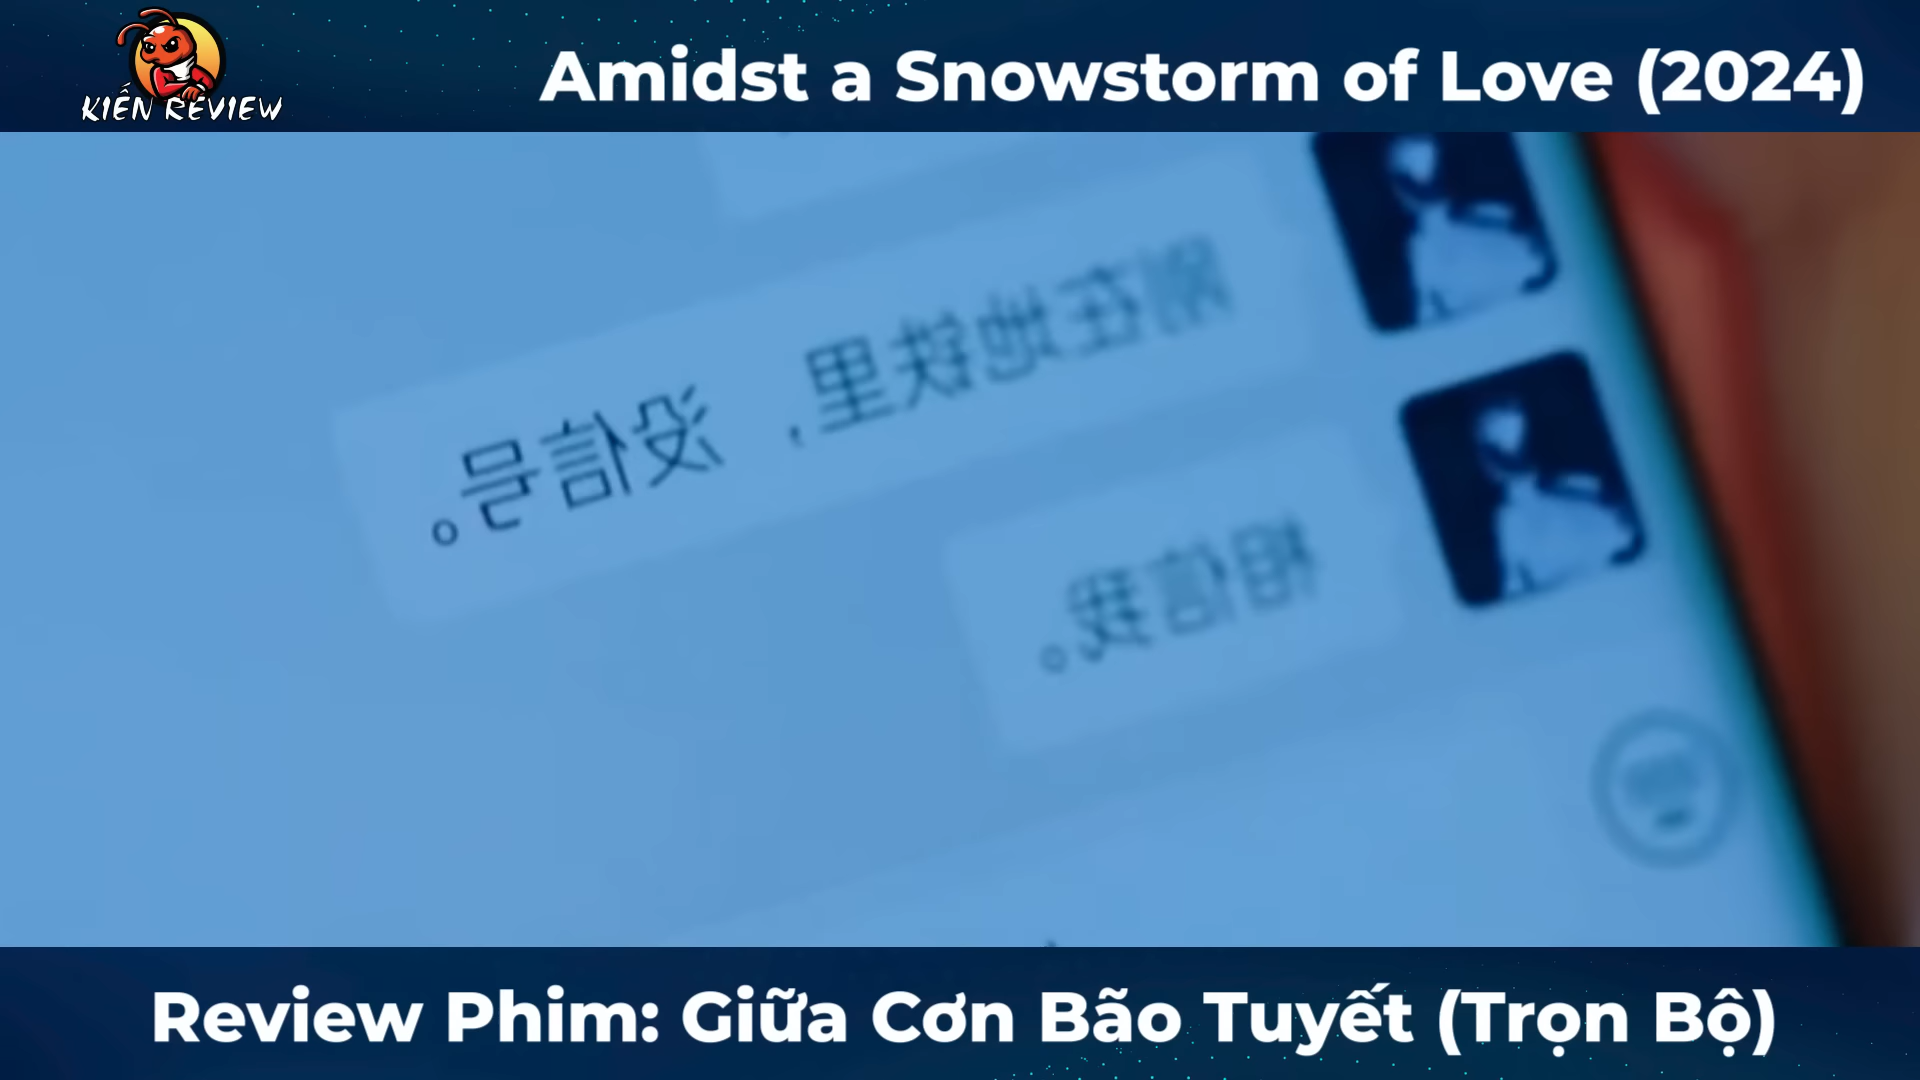 KIẾN REVIEW
Amidst a Snowstorm of Love (2024)
刚在地铁里，没信号。
相信我。
Review Phim: Giữa Cơn Bão Tuyết (Trọn Bộ)